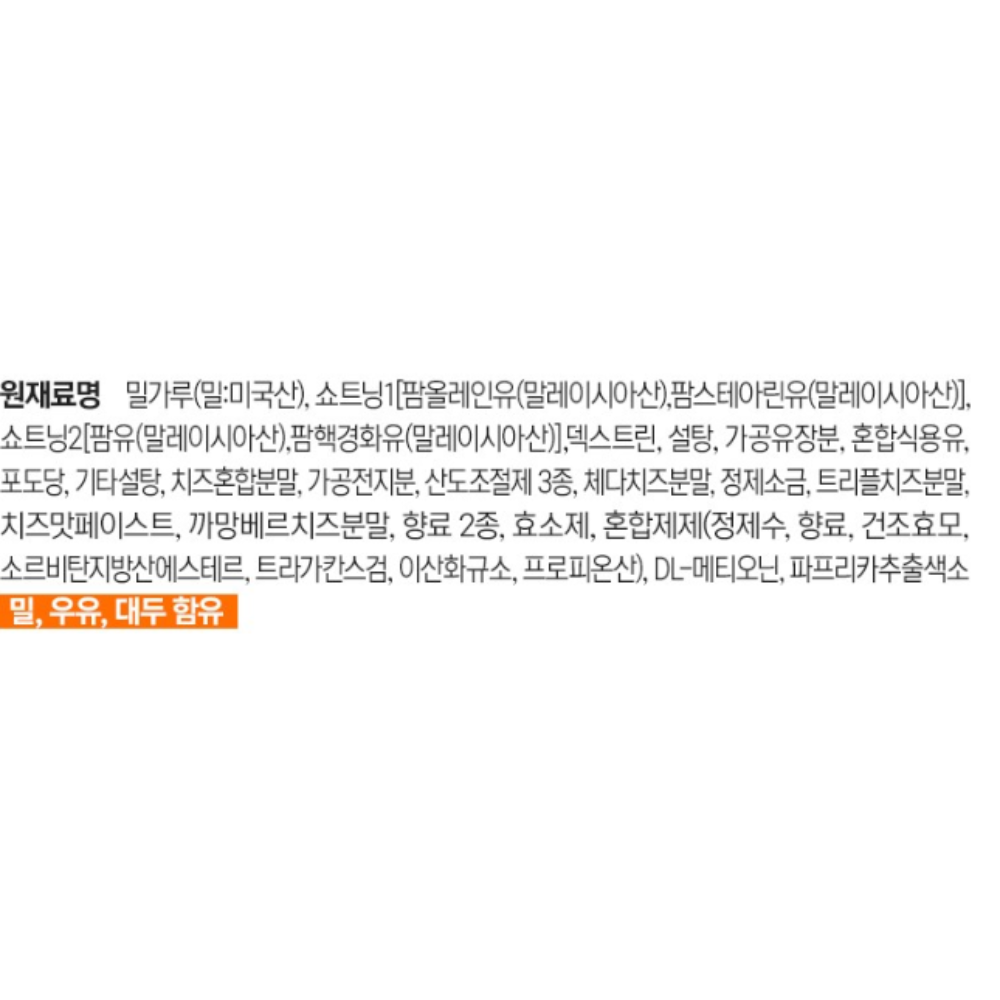 원재료명 밀가루(밀:미국산), 쇼트닝1[팜올레인유(말레이시아산),팜스테아린유(말레이시아산)],
쇼트닝2[팜유(말레이시아산),팜핵경화유(말레이시아산)],덱스트린, 설탕, 가공유장분, 혼합식용유,
포도당, 기타설탕, 치즈혼합분말, 가공전지분, 산도조절제 3종, 체다치즈분말, 정제소금, 트리플치즈분말,
치즈맛페이스트, 까망베르치즈분말, 향료 2종, 효소제, 혼합제제(정제수, 향료, 건조효모,
소르비탄지방산에스테르, 트라가칸스검, 이산화규소, 프로피온산), DL-메티오닌, 파프리카추출색소
밀, 우유, 대두 함유